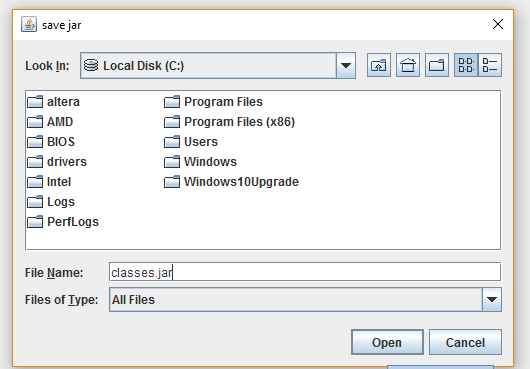 save jar
Look In: Local Disk (C:)
altera
AMD
BIOS
drivers
Intel
Logs
PerfLogs
Program Files
Program Files (x86)
Users
Windows
Windows10Upgrade
File Name: classes.jar
Files of Type: All Files
Open Cancel